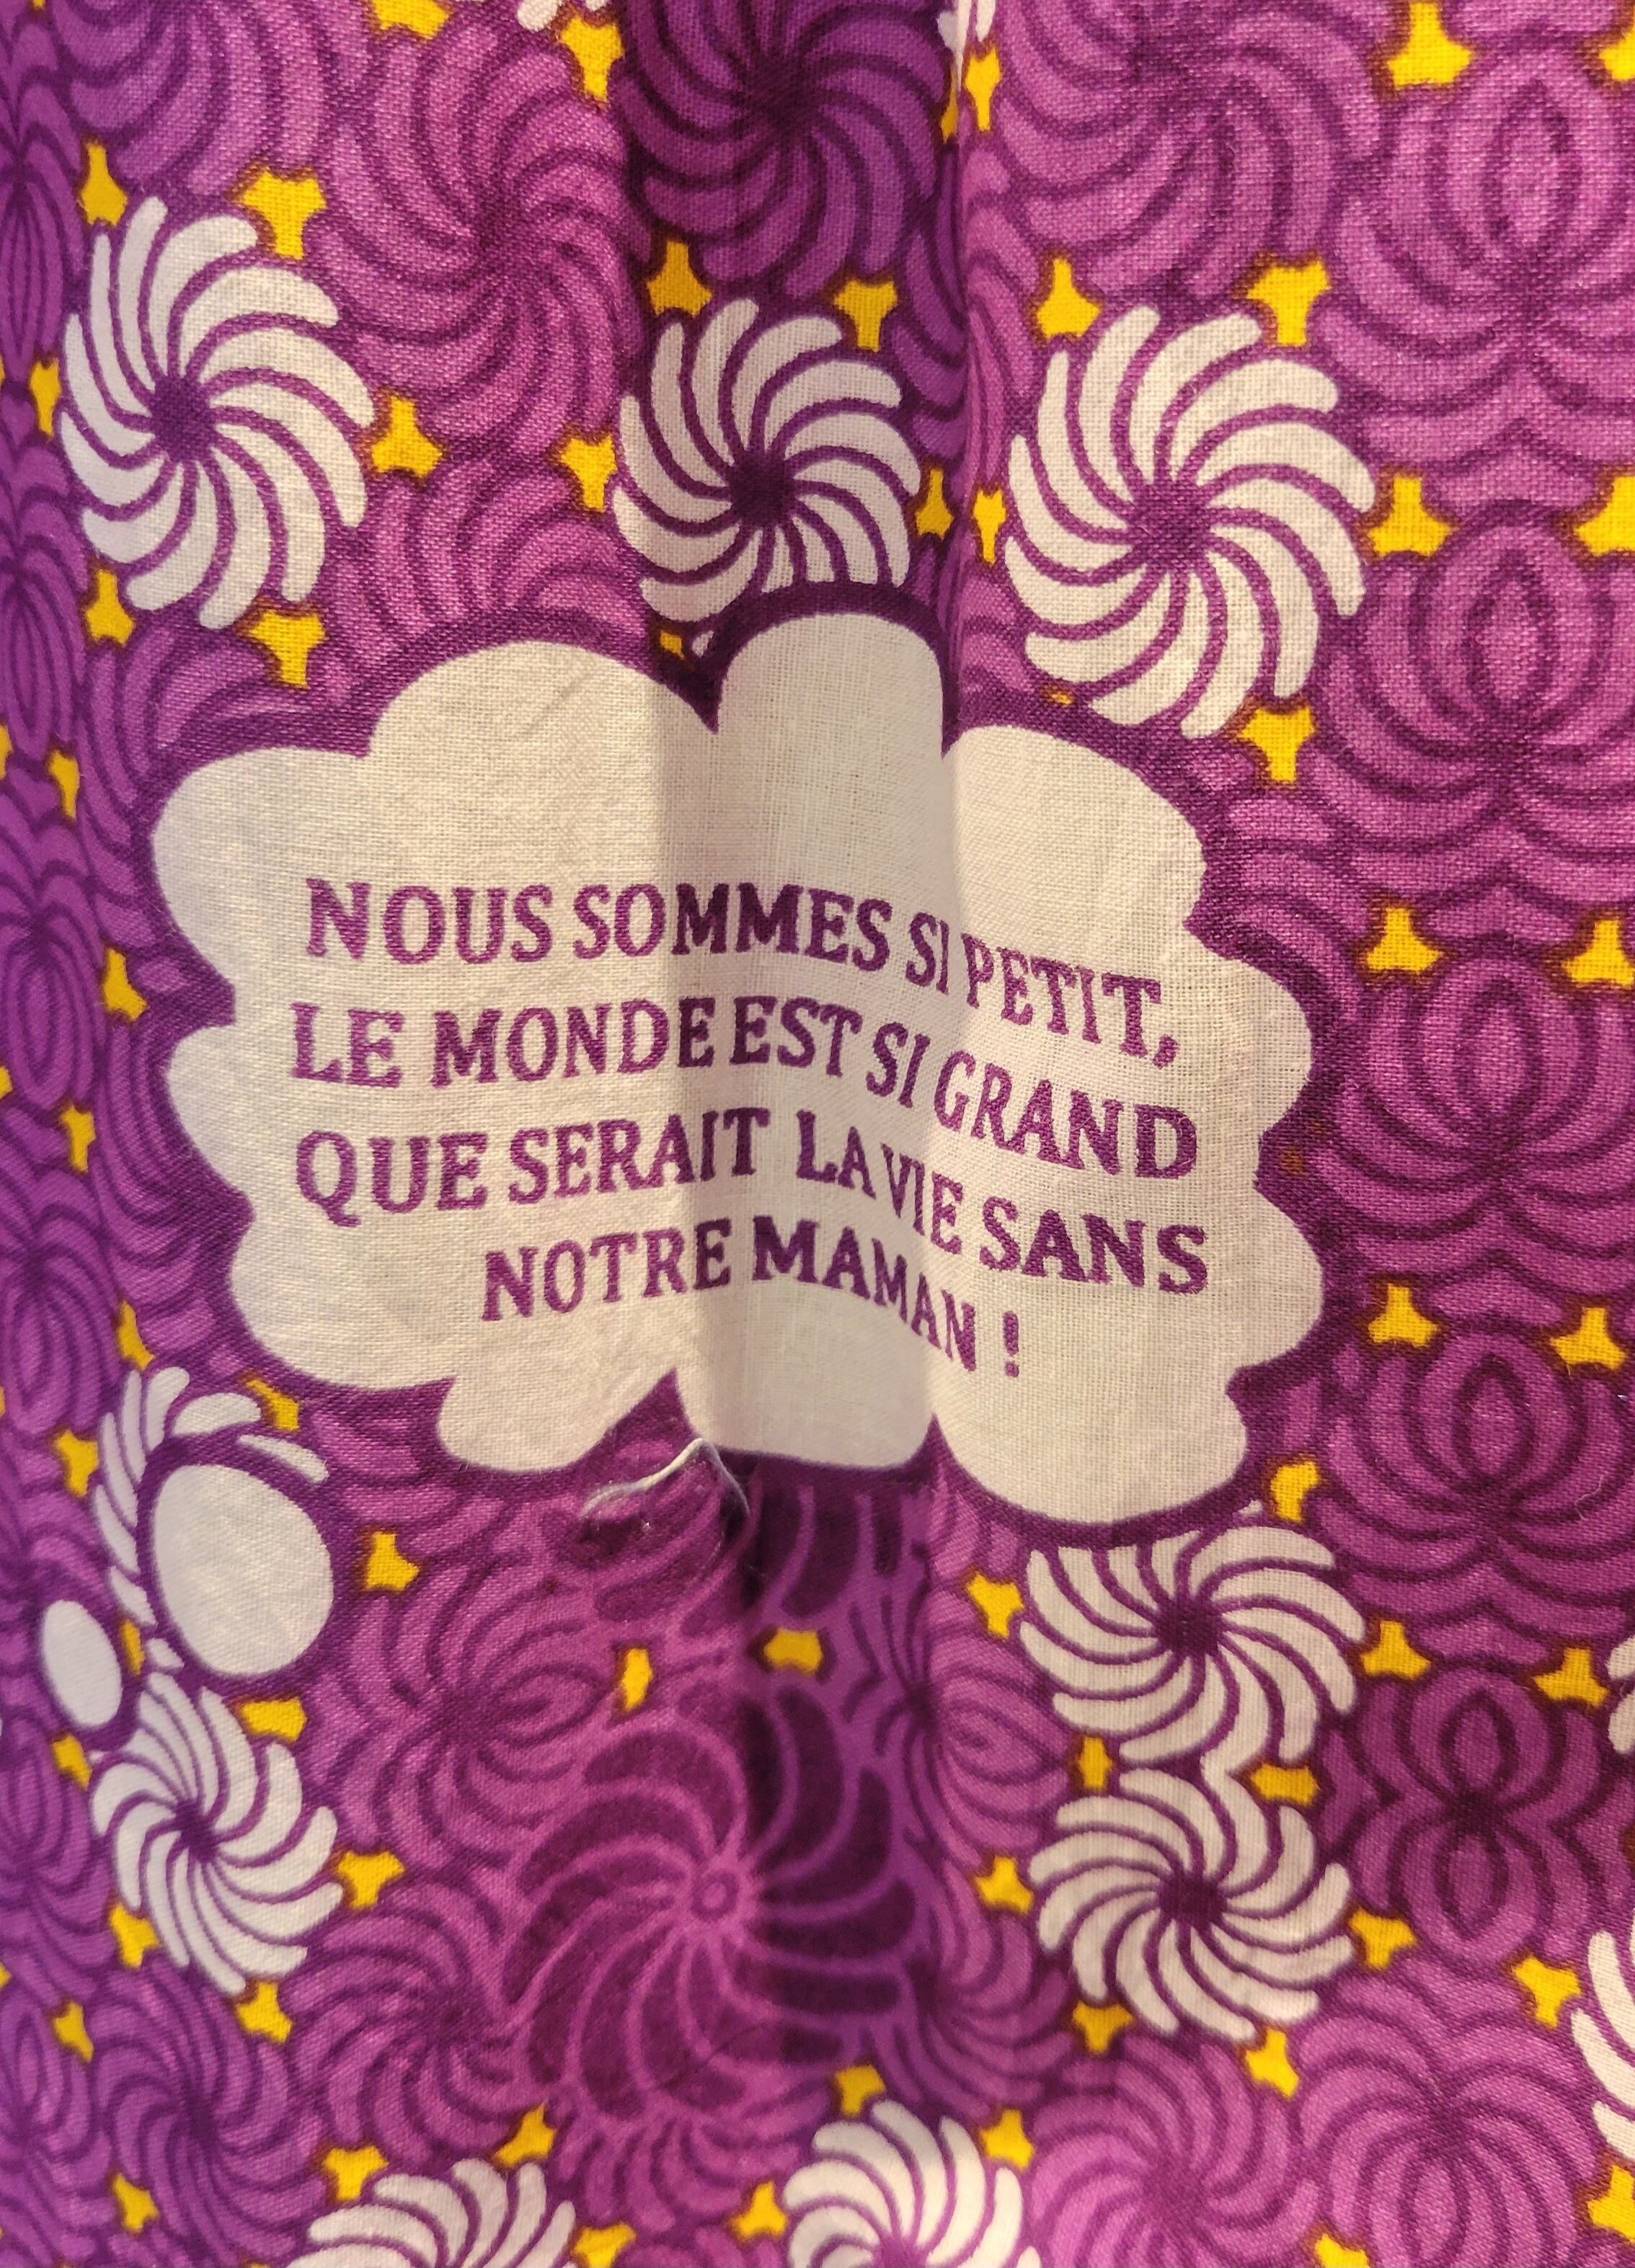 NOUS SOMMES SI PETIT,
LE MONDE EST SI GRAND
QUE SERAIT LA VIE SANS
NOTRE MAMAN !